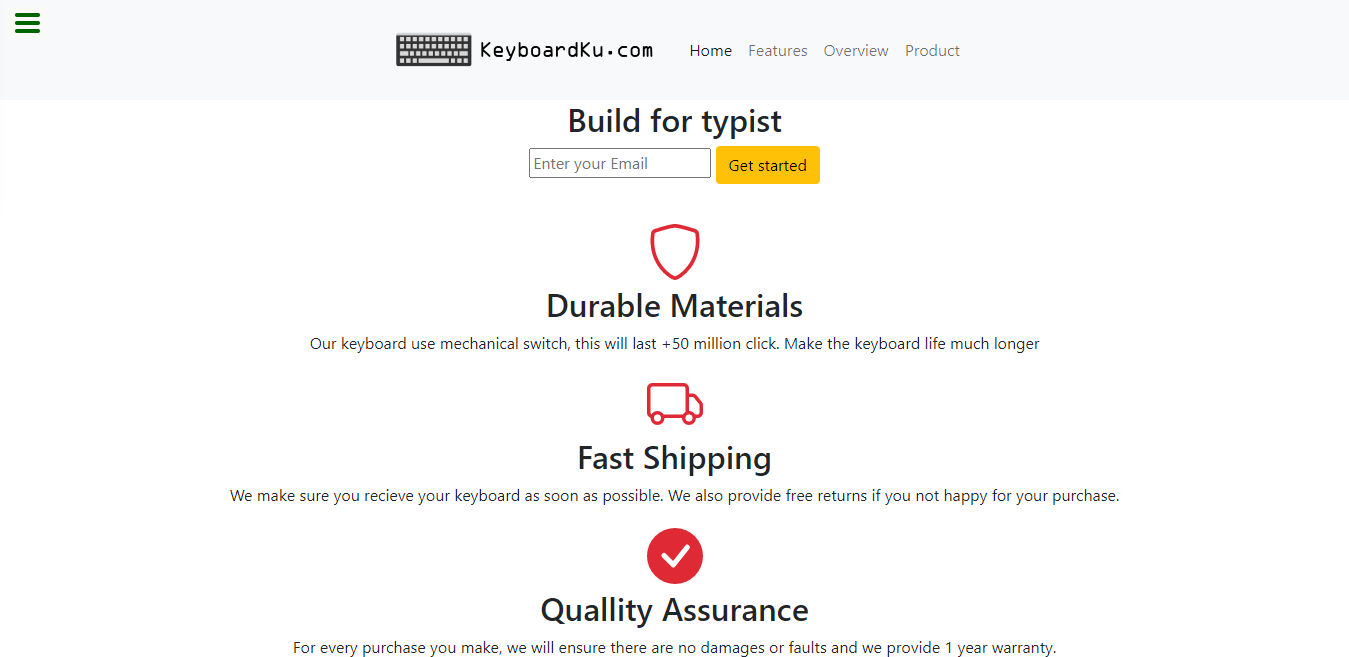 KeyboardKu.com Home Features Overview Product
Build for typist
Enter your Email Get started
Durable Materials
Our keyboard use mechanical switch, this will last +50 million click. Make the keyboard life much longer
Fast Shipping
We make sure you recieve your keyboard as soon as possible. We also provide free returns if you not happy for your purchase.
Quallity Assurance
For every purchase you make, we will ensure there are no damages or faults and we provide 1 year warranty.